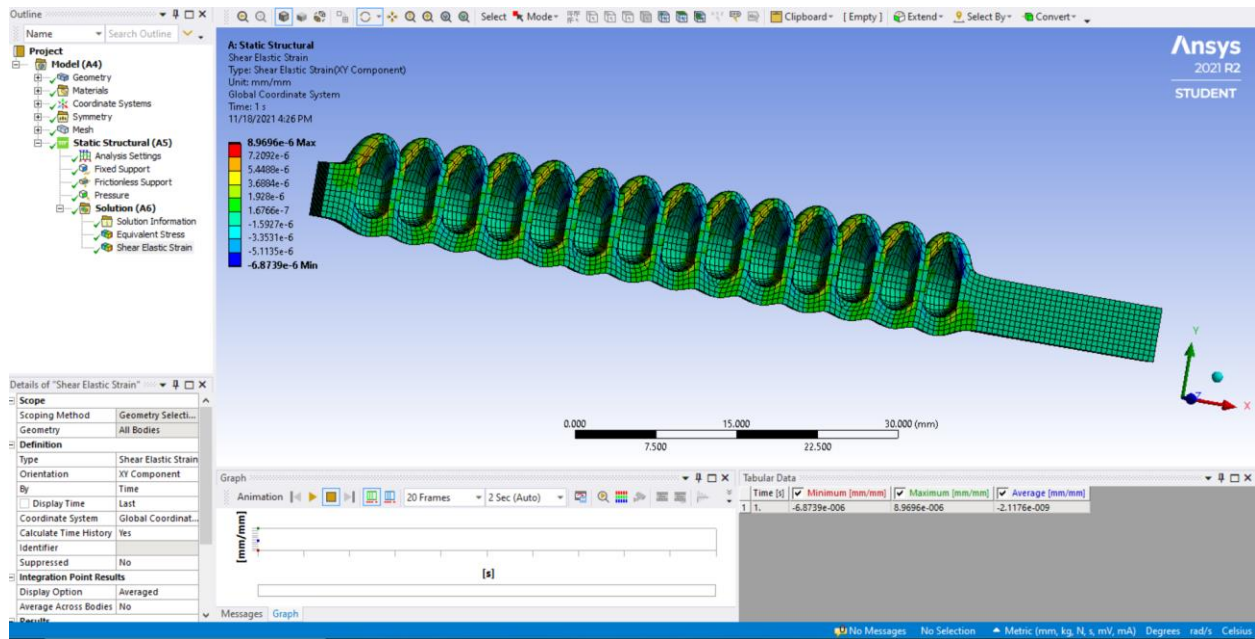 Outline
Name Search Outline
Project
Model (A4)
Geometry
Materials
Coordinate Systems
Symmetry
Mesh
Static Structural (A5)
Analysis Settings
Fixed Support
Frictionless Support
Pressure
Solution (A6)
Solution Information
Equivalent Stress
Shear Elastic Strain
Select Mode Clipboard [Empty] Extend Select By Convert
A: Static Structural
Shear Elastic Strain
Type: Shear Elastic Strain(XY Component)
Unit: mm/mm
Global Coordinate System
Time: 1 s
11/18/2021 4:26 PM
8.9696e-6 Max
7.2092e-6
5.4488e-6
3.6884e-6
1.928e-6
1.6766e-7
-1.5927e-6
-3.3531e-6
-5.1135e-6
-6.8739e-6 Min
Ansys
2021 R2
STUDENT
Y
Z
X
0.000 15.000 30.000 (mm)
7.500 22.500
Details of "Shear Elastic Strain"
Scope
Scoping Method Geometry Selecti...
Geometry All Bodies
Definition
Type Shear Elastic Strain
Orientation XY Component
By Time
Display Time Last
Coordinate System Global Coordinat...
Calculate Time History Yes
Identifier
Suppressed No
Integration Point Results
Display Option Averaged
Average Across Bodies No
Results
Graph
Animation 20 Frames 2 Sec (Auto)
[mm/mm]
[s]
Messages Graph
Tabular Data
Time [s] Minimum [mm/mm] Maximum [mm/mm] Average [mm/mm]
1 1. -6.8739e-006 8.9696e-006 -2.1176e-009
No Messages No Selection Metric (mm, kg, N, s, mV, mA) Degrees rad/s Celsius